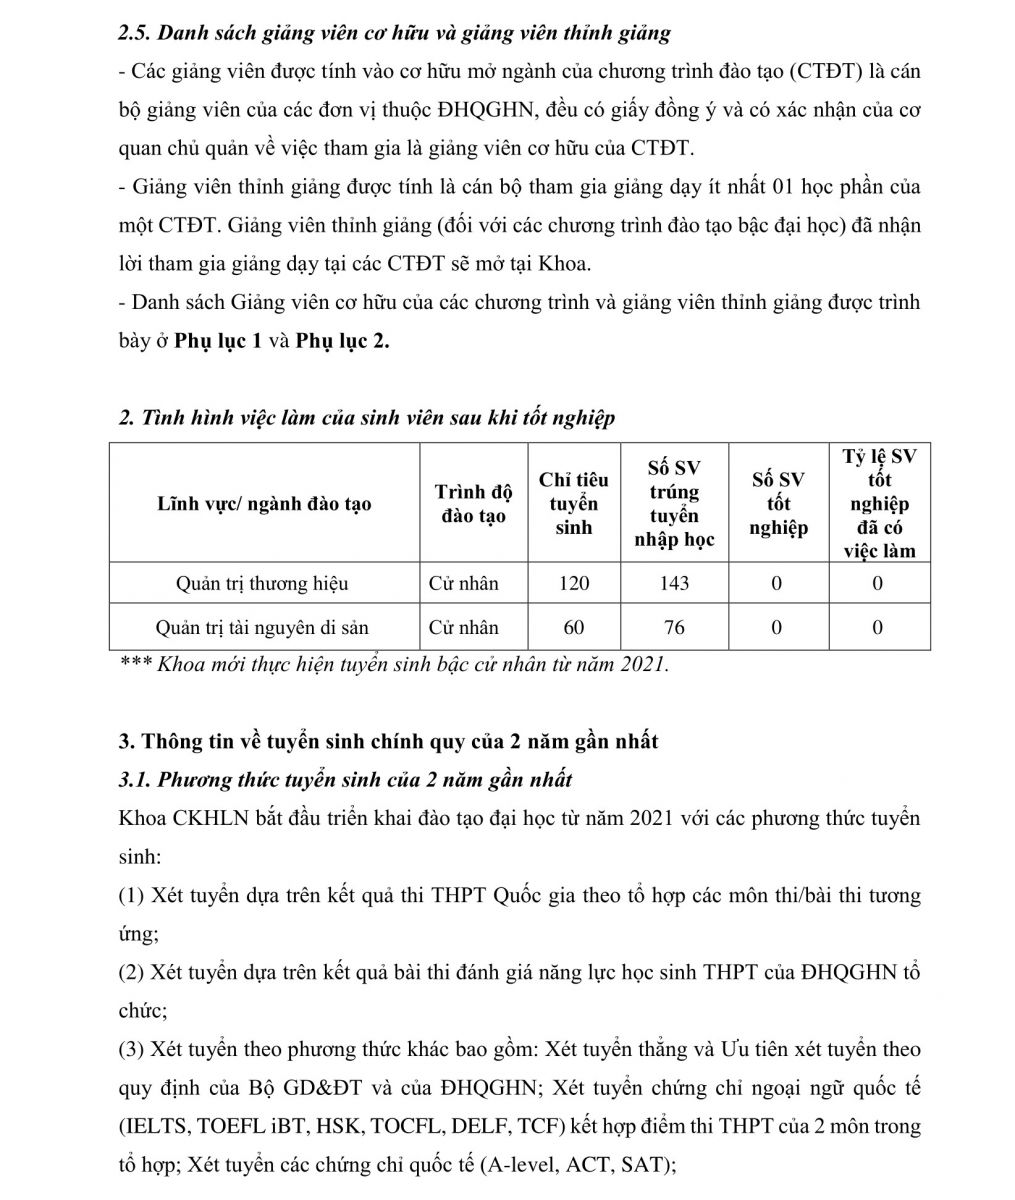 2.5. Danh sách giảng viên cơ hữu và giảng viên thỉnh giảng
- Các giảng viên được tính vào cơ hữu mở ngành của chương trình đào tạo (CTĐT) là cán
bộ giảng viên của các đơn vị thuộc ĐHQGHN, đều có giấy đồng ý và có xác nhận của cơ
quan chủ quản về việc tham gia là giảng viên cơ hữu của CTĐT.
- Giảng viên thỉnh giảng được tính là cán bộ tham gia giảng dạy ít nhất 01 học phần của
một CTĐT. Giảng viên thỉnh giảng (đối với các chương trình đào tạo bậc đại học) đã nhận
lời tham gia giảng dạy tại các CTĐT sẽ mở tại Khoa.
- Danh sách Giảng viên cơ hữu của các chương trình và giảng viên thỉnh giảng được trình
bày ở Phụ lục 1 và Phụ lục 2.
2. Tình hình việc làm của sinh viên sau khi tốt nghiệp
Lĩnh vực/ ngành đào tạo
Trình độ
đào tạo
Chỉ tiêu
tuyển
sinh
Số SV
trúng
tuyển
nhập học
Số SV
tốt
nghiệp
Tỷ lệ SV
tốt
nghiệp
đã có
việc làm
Quản trị thương hiệu Cử nhân 120 143 0 0
Quản trị tài nguyên di sản Cử nhân 60 76 0 0
*** Khoa mới thực hiện tuyển sinh bậc cử nhân từ năm 2021.
3. Thông tin về tuyển sinh chính quy của 2 năm gần nhất
3.1. Phương thức tuyển sinh của 2 năm gần nhất
Khoa CKHLN bắt đầu triển khai đào tạo đại học từ năm 2021 với các phương thức tuyển
sinh:
(1) Xét tuyển dựa trên kết quả thi THPT Quốc gia theo tổ hợp các môn thi/bài thi tương
ứng;
(2) Xét tuyển dựa trên kết quả bài thi đánh giá năng lực học sinh THPT của ĐHQGHN tổ
chức;
(3) Xét tuyển theo phương thức khác bao gồm: Xét tuyển thẳng và Ưu tiên xét tuyển theo
quy định của Bộ GD&ĐT và của ĐHQGHN; Xét tuyển chứng chỉ ngoại ngữ quốc tế
(IELTS, TOEFL iBT, HSK, TOCFL, DELF, TCF) kết hợp điểm thi THPT của 2 môn trong
tổ hợp; Xét tuyển các chứng chỉ quốc tế (A-level, ACT, SAT);